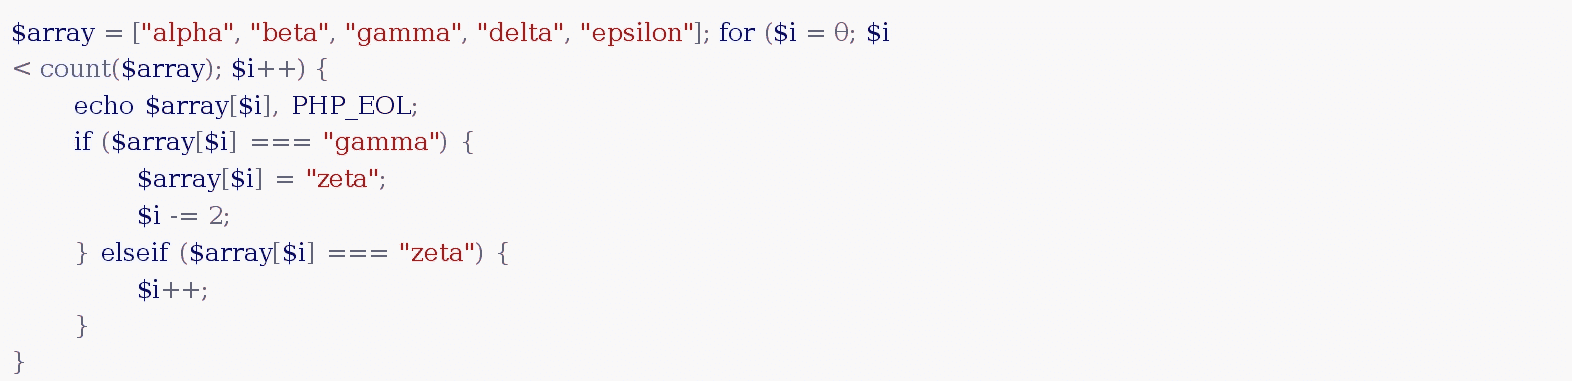 $array = ["alpha", "beta", "gamma", "delta", "epsilon"]; for ($i = 0; $i
< count($array); $i++) {
echo $array[$i], PHP_EOL;
if ($array[$i] === "gamma") {
$array[$i] = "zeta";
$i -= 2;
} elseif ($array[$i] === "zeta") {
$i++;
}
}